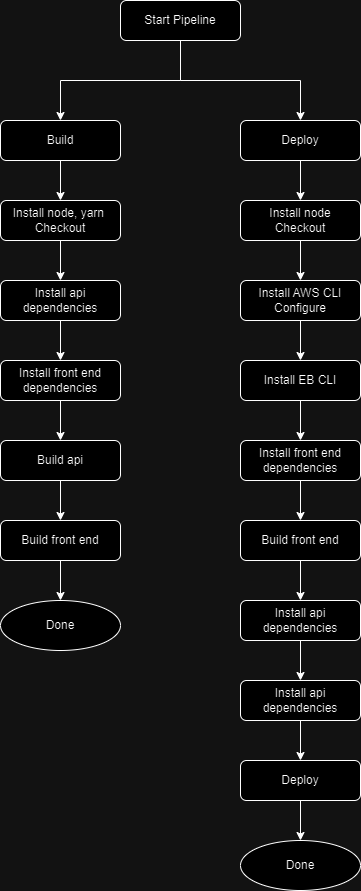 Start Pipeline
Build
Install node, yarn
Checkout
Install api
dependencies
Install front end
dependencies
Build api
Build front end
Done
Deploy
Install node
Checkout
Install AWS CLI
Configure
Install EB CLI
Install front end
dependencies
Build front end
Install api
dependencies
Install api
dependencies
Deploy
Done